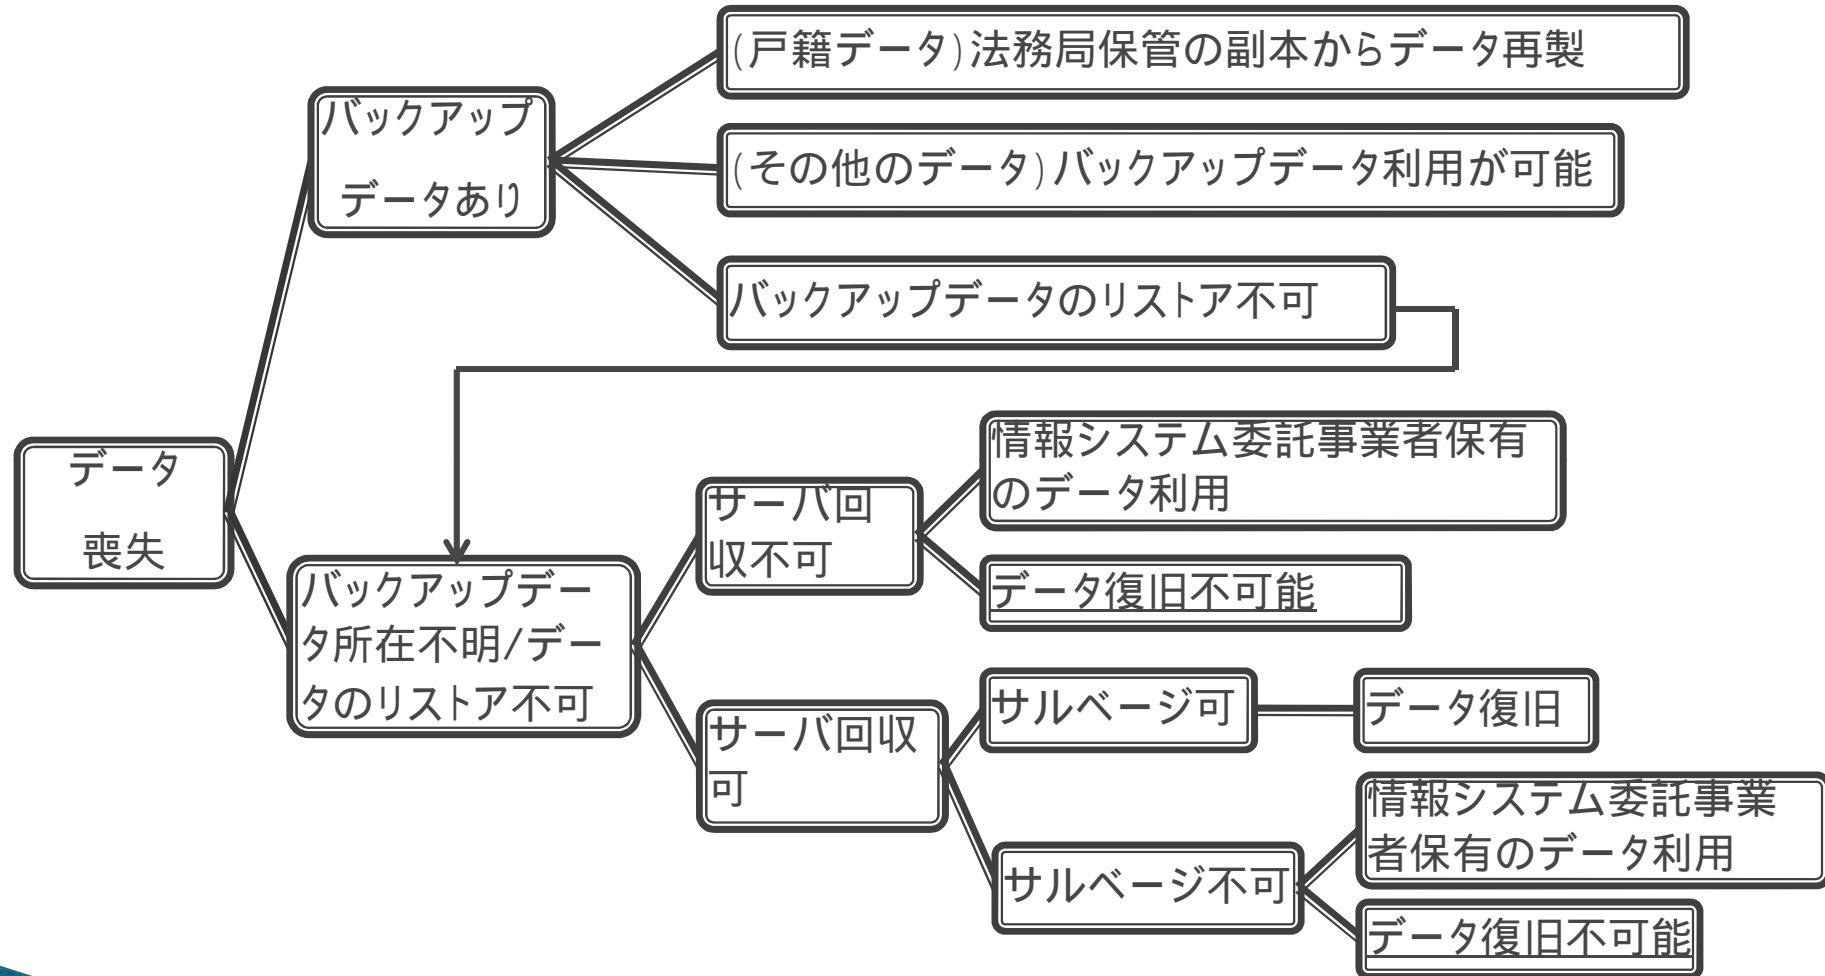 (戸籍データ)法務局保管の副本からデータ再製
バックアップ
データあり
(その他のデータ)バックアップデータ利用が可能
バックアップデータのリストア不可
データ
喪失
バックアップデー
タ所在不明/デー
タのリストア不可
サーバ回
収不可
情報システム委託事業者保有
のデータ利用
データ復旧不可能
サーバ回収
可
サルベージ可
データ復旧
サルベージ不可
情報システム委託事業
者保有のデータ利用
データ復旧不可能